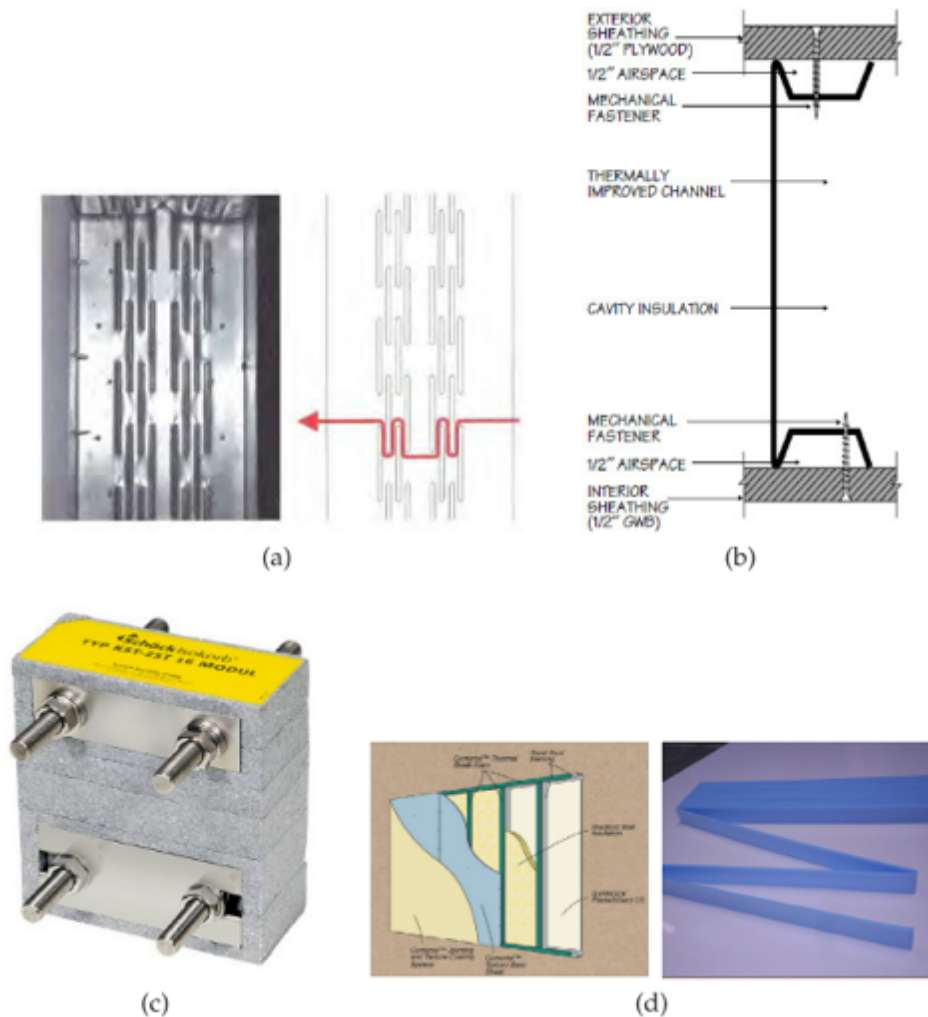 EXTERIOR
SHEATHING
(1/2" PLYWOOD)
1/2" AIRSPACE
MECHANICAL
FASTENER
THERMALLY
IMPROVED CHANNEL
CAVITY INSULATION
MECHANICAL
FASTENER
1/2" AIRSPACE
INTERIOR
SHEATHING
(1/2" GWB)
(a)
(b)
Schöck Isokorb®
TYP KST-ZST 16 MODUL
(c)
Insulation
(d)